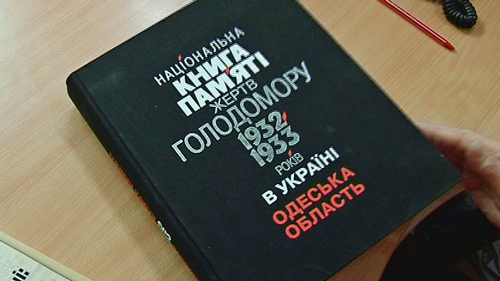 НАЦІОНАЛЬНА
КНИГА
ПАМ'ЯТІ
ЖЕРТВ
ГОЛОДОМОРУ
1932
1933
РОКІВ
В УКРАЇНІ
ОДЕСЬКА
ОБЛАСТЬ